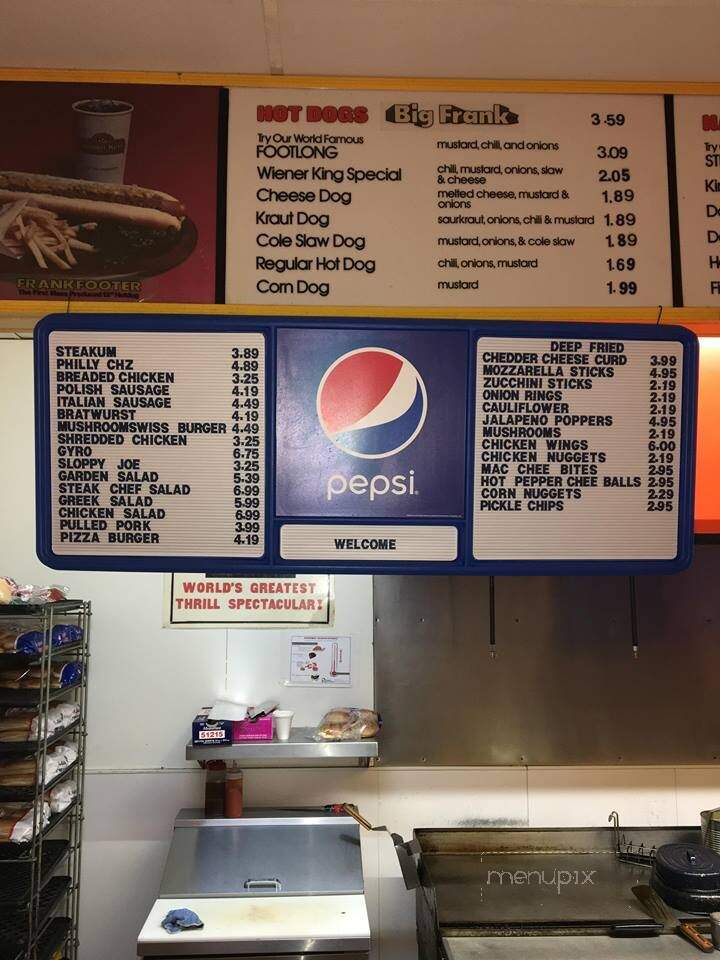 HOT DOGS Big Frank 3.59
Try Our World Famous mustard, chili, and onions
FOOTLONG 3.09
Wiener King Special chili, mustard, onions, slaw 2.05
& cheese
Cheese Dog melted cheese, mustard & 1.89
onions
Kraut Dog saurkraut, onions, chili & mustard 1.89
Cole Slaw Dog mustard, onions, & cole slaw 1.89
Regular Hot Dog chili, onions, mustard 1.69
Corn Dog mustard 1.99
FRANKFOOTER
STEAKUM 3.89
PHILLY CHZ 4.89
BREADED CHICKEN 3.25
POLISH SAUSAGE 4.19
ITALIAN SAUSAGE 4.49
BRATWURST 4.19
MUSHROOMSWISS BURGER 4.49
SHREDDED CHICKEN 3.25
GYRO 6.75
SLOPPY JOE 3.25
GARDEN SALAD 5.39
STEAK CHEF SALAD 6.99
GREEK SALAD 5.99
CHICKEN SALAD 5.99
PULLED PORK 3.99
PIZZA BURGER 4.19
pepsi
WELCOME
DEEP FRIED
CHEDDER CHEESE CURD 3.99
MOZZARELLA STICKS 4.95
ZUCCHINI STICKS 2.19
ONION RINGS 2.19
CAULIFLOWER 2.19
JALAPENO POPPERS 4.95
MUSHROOMS 2.19
CHICKEN WINGS 6.00
CHICKEN NUGGETS 2.19
MAC CHEE BITES 2.95
HOT PEPPER CHEE BALLS 2.95
CORN NUGGETS 2.29
PICKLE CHIPS 2.95
WORLD'S GREATEST
THRILL SPECTACULAR!
51215
menupix